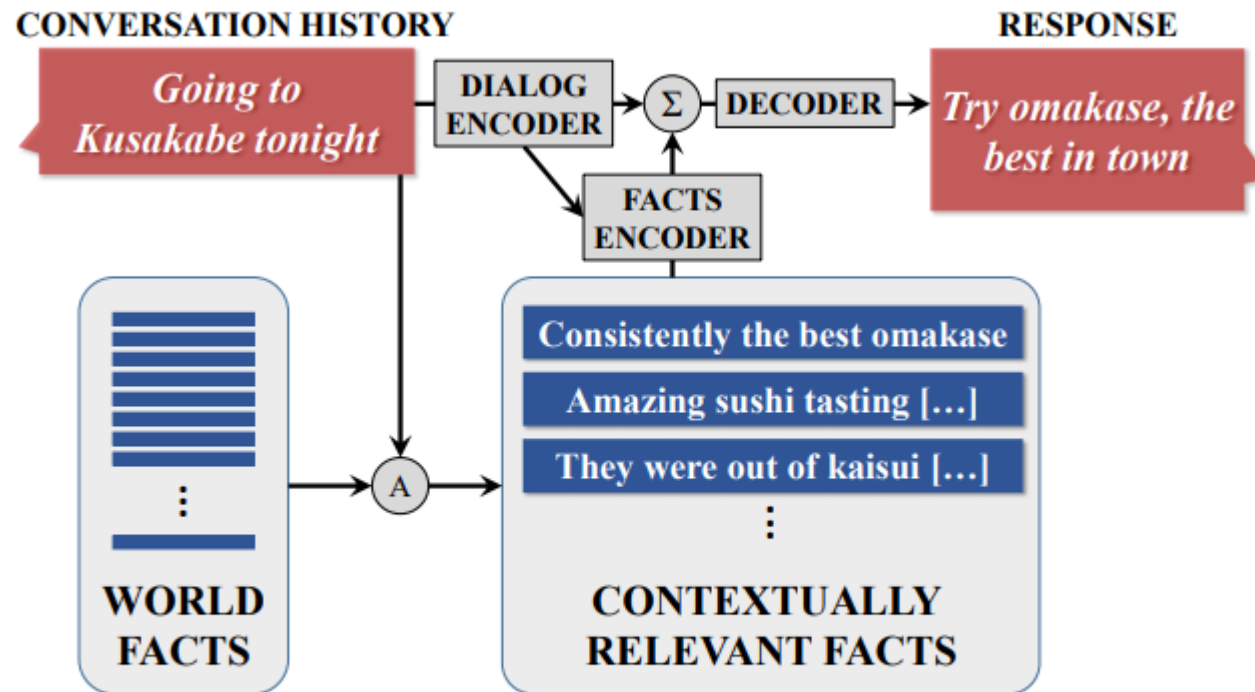 CONVERSATION HISTORY
RESPONSE
Going to
Kusakabe tonight
DIALOG
ENCODER
Σ
DECODER
Try omakase, the
best in town
FACTS
ENCODER
Consistently the best omakase
Amazing sushi tasting […]
They were out of kaisui […]
⋮
⋮
A
WORLD
FACTS
CONTEXTUALLY
RELEVANT FACTS